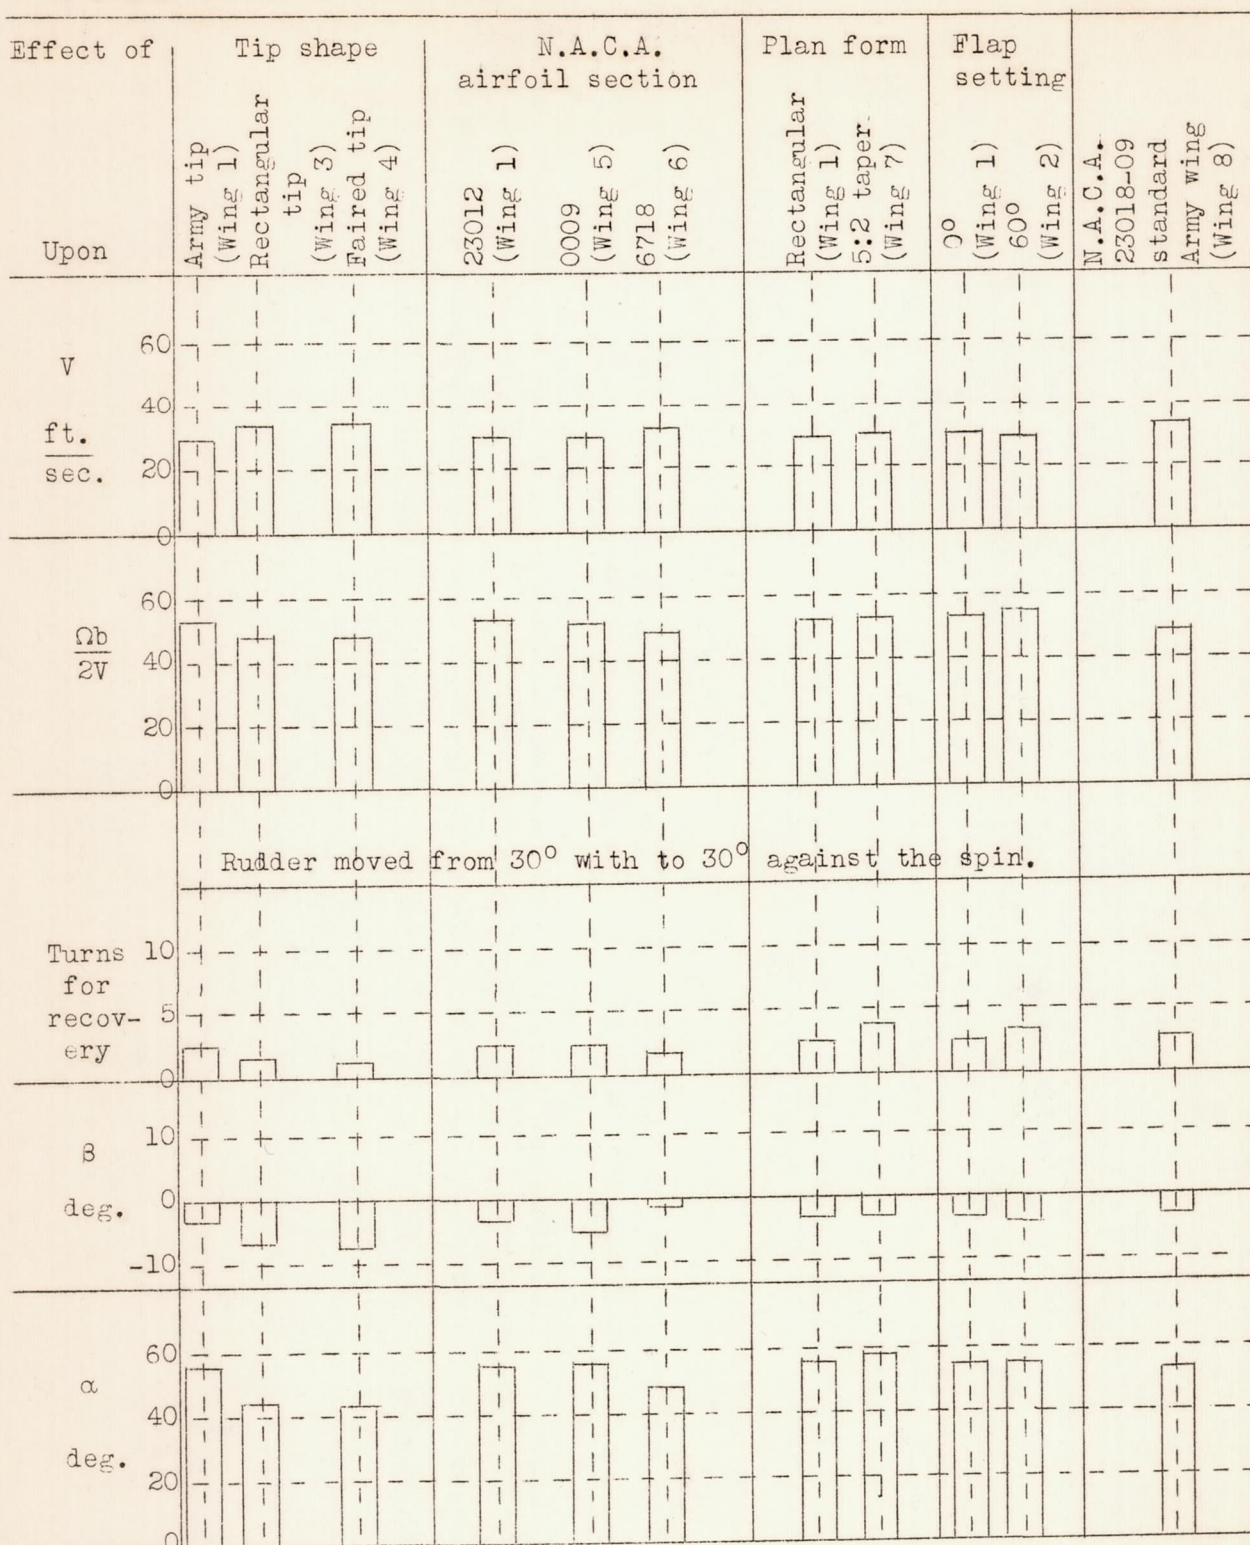 Effect of
Tip shape
N.A.C.A.
airfoil section
Plan form
Flap
setting
Upon
Army tip
(Wing 1)
Rectangular
tip
(Wing 3)
Faired tip
(Wing 4)
23012
(Wing 1)
0009
(Wing 5)
6718
(Wing 6)
Rectangular
(Wing 1)
5:2 taper
(Wing 7)
0°
(Wing 1)
60°
(Wing 2)
N.A.C.A.
23018-09
standard
Army wing
(Wing 8)
V
ft.
sec.
60
40
20
0
Ωb
2V
60
40
20
0
Rudder moved from 30° with to 30° against the spin.
Turns
for
recov-
ery
10
5
0
β
deg.
10
0
-10
α
deg.
60
40
20
0